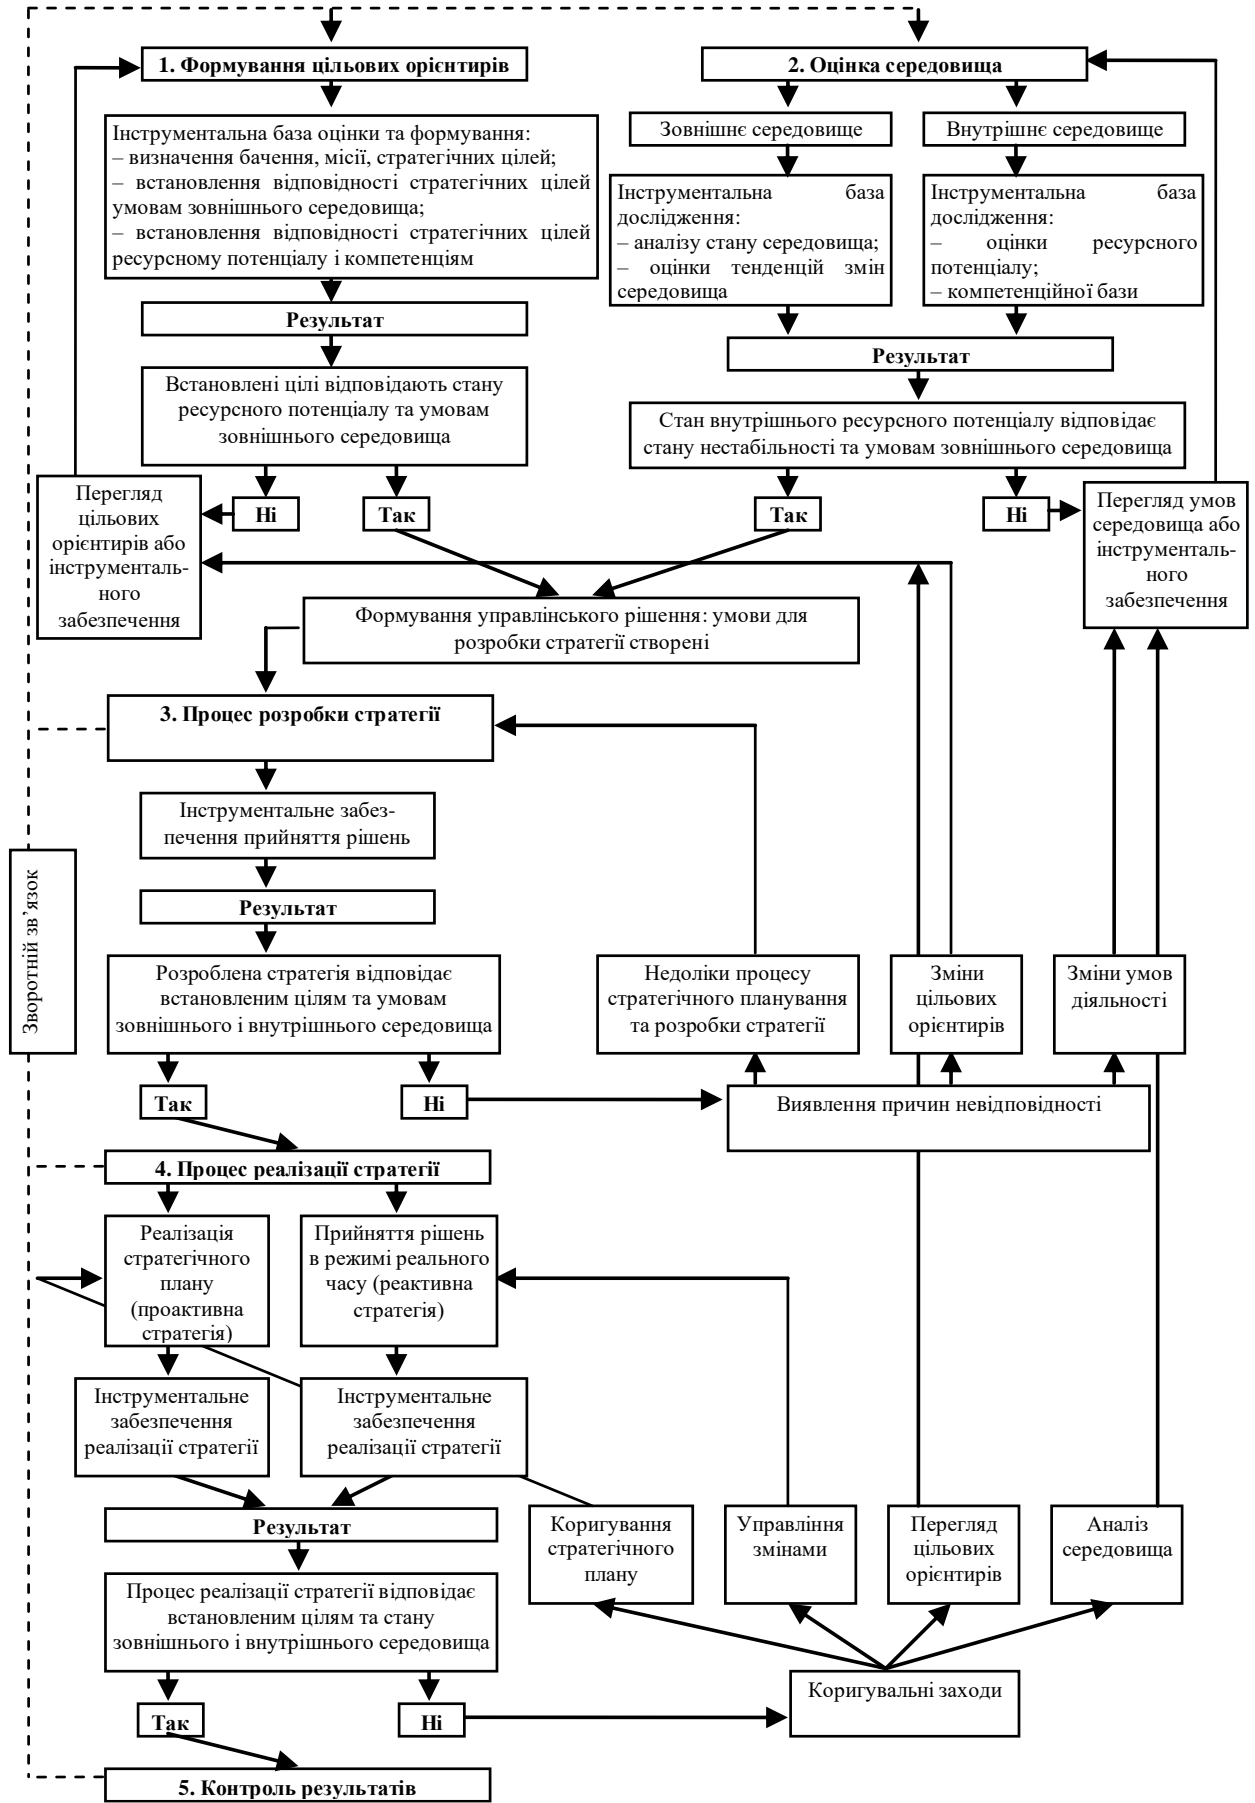 1. Формування цільових орієнтирів
2. Оцінка середовища
Інструментальна база оцінки та формування:
– визначення бачення, місії, стратегічних цілей;
– встановлення відповідності стратегічних цілей
умовам зовнішнього середовища;
– встановлення відповідності стратегічних цілей
ресурсному потенціалу і компетенціям
Зовнішнє середовище
Внутрішнє середовище
Інструментальна база
дослідження:
– аналізу стану середовища;
– оцінки тенденцій змін
середовища
Інструментальна база
дослідження:
– оцінки ресурсного
потенціалу;
– компетенційної бази
Результат
Результат
Встановлені цілі відповідають стану
ресурсного потенціалу та умовам
зовнішнього середовища
Стан внутрішнього ресурсного потенціалу відповідає
стану нестабільності та умовам зовнішнього середовища
Перегляд
цільових
орієнтирів або
інструменталь-
ного
забезпечення
Ні
Так
Так
Ні
Перегляд умов
середовища або
інструменталь-
ного
забезпечення
Формування управлінського рішення: умови для
розробки стратегії створені
3. Процес розробки стратегії
Інструментальне забез-
печення прийняття рішень
Результат
Зворотній зв’язок
Розроблена стратегія відповідає
встановленим цілям та умовам
зовнішнього і внутрішнього середовища
Недоліки процесу
стратегічного планування
та розробки стратегії
Зміни
цільових
орієнтирів
Зміни умов
діяльності
Так
Ні
Виявлення причин невідповідності
4. Процес реалізації стратегії
Реалізація
стратегічного
плану
(проактивна
стратегія)
Прийняття рішень
в режимі реального
часу (реактивна
стратегія)
Інструментальне
забезпечення
реалізації стратегії
Інструментальне
забезпечення
реалізації стратегії
Результат
Коригування
стратегічного
плану
Управління
змінами
Перегляд
цільових
орієнтирів
Аналіз
середовища
Процес реалізації стратегії відповідає
встановленим цілям та стану
зовнішнього і внутрішнього середовища
Так
Ні
Коригувальні заходи
5. Контроль результатів